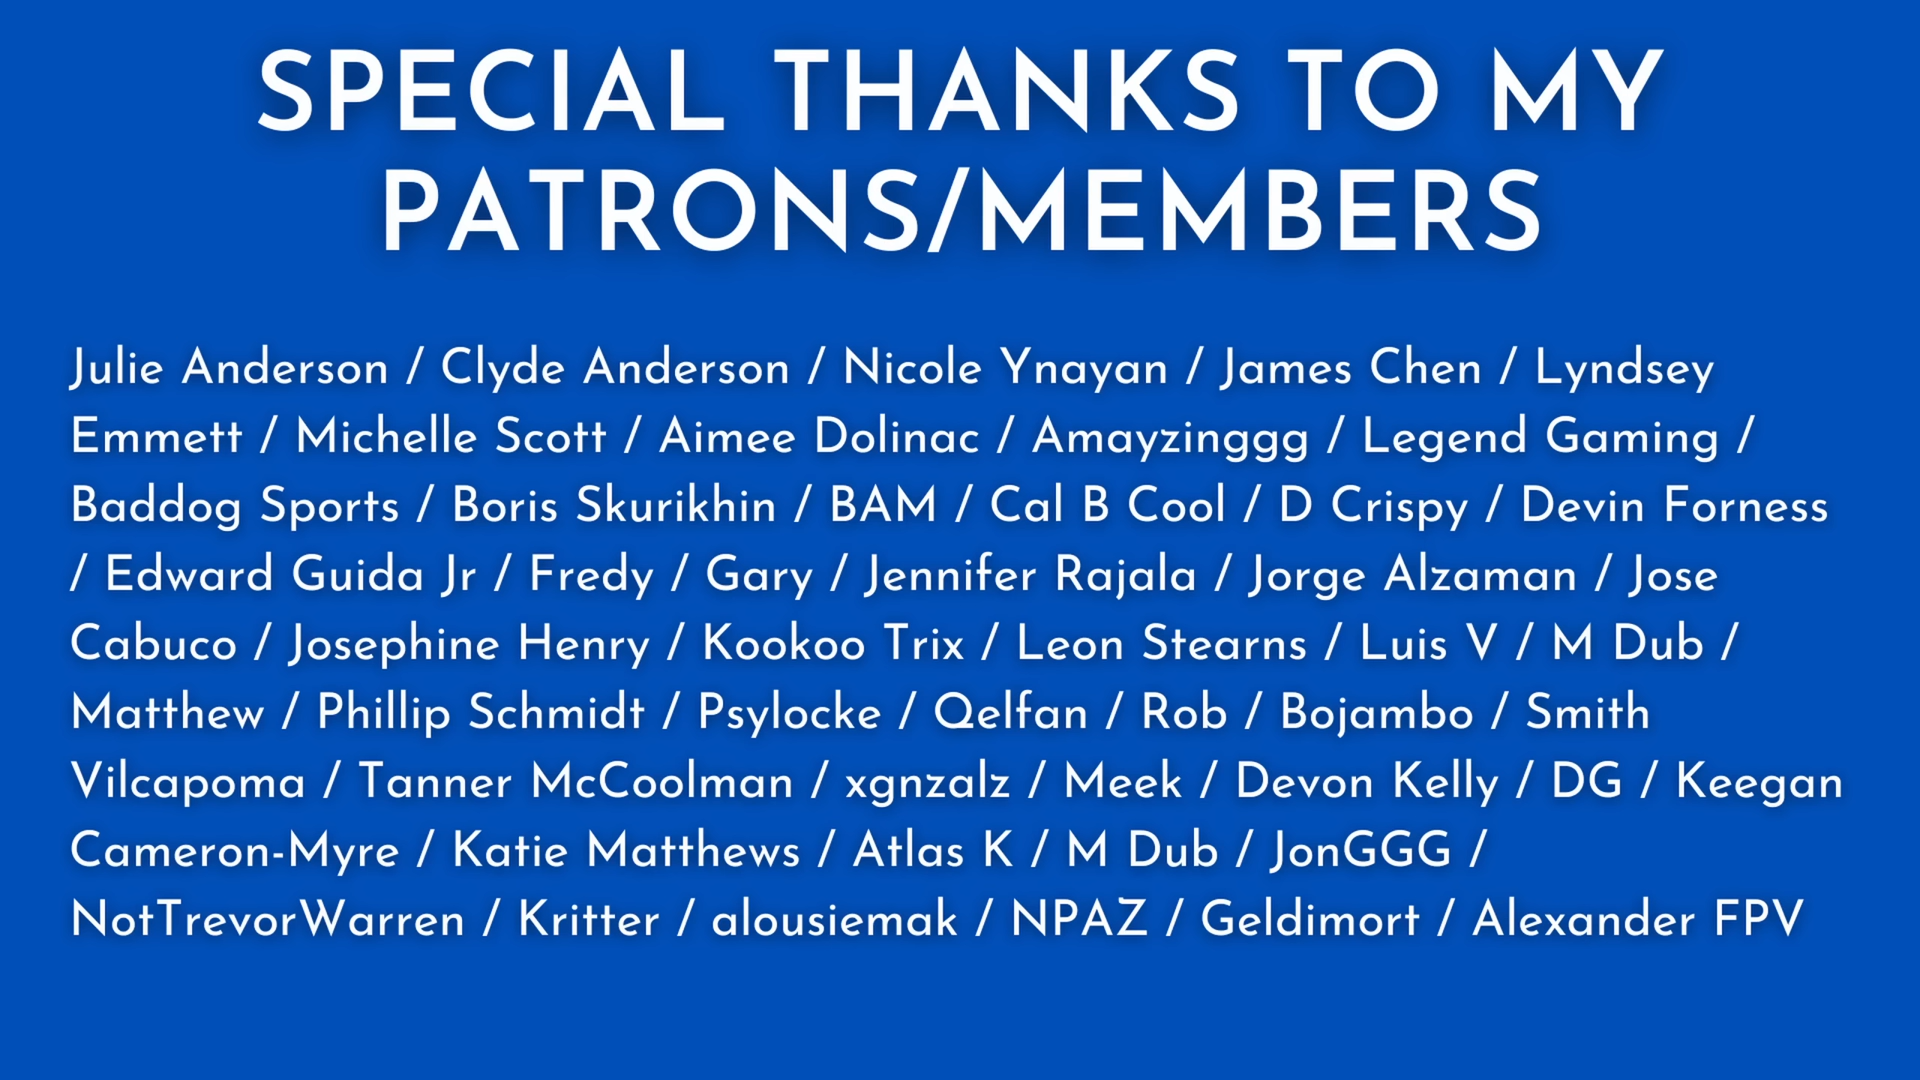 SPECIAL THANKS TO MY
PATRONS/MEMBERS
Julie Anderson / Clyde Anderson / Nicole Ynayan / James Chen / Lyndsey
Emmett / Michelle Scott / Aimee Dolinac / Amayzinggg / Legend Gaming /
Baddog Sports / Boris Skurikhin / BAM / Cal B Cool / D Crispy / Devin Forness
/ Edward Guida Jr / Fredy / Gary / Jennifer Rajala / Jorge Alzaman / Jose
Cabuco / Josephine Henry / Kookoo Trix / Leon Stearns / Luis V / M Dub /
Matthew / Phillip Schmidt / Psylocke / Qelfan / Rob / Bojambo / Smith
Vilcapoma / Tanner McCoolman / xgnzalz / Meek / Devon Kelly / DG / Keegan
Cameron-Myre / Katie Matthews / Atlas K / M Dub / JonGGG /
NotTrevorWarren / Kritter / alousiemak / NPAZ / Geldimort / Alexander FPV